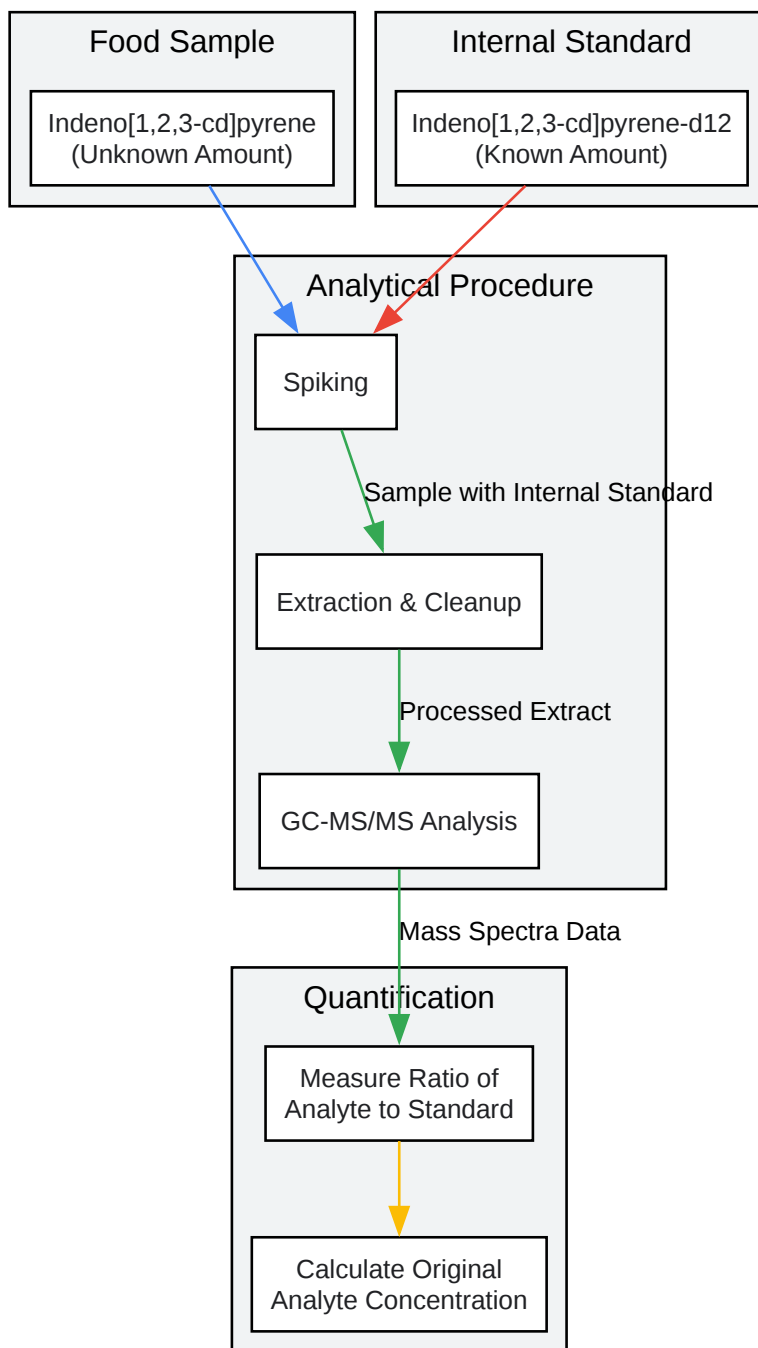 Food Sample
Internal Standard
Indeno[1,2,3-cd]pyrene
(Unknown Amount)
Indeno[1,2,3-cd]pyrene-d12
(Known Amount)
Analytical Procedure
Spiking
Sample with Internal Standard
Extraction & Cleanup
Processed Extract
GC-MS/MS Analysis
Mass Spectra Data
Quantification
Measure Ratio of
Analyte to Standard
Calculate Original
Analyte Concentration